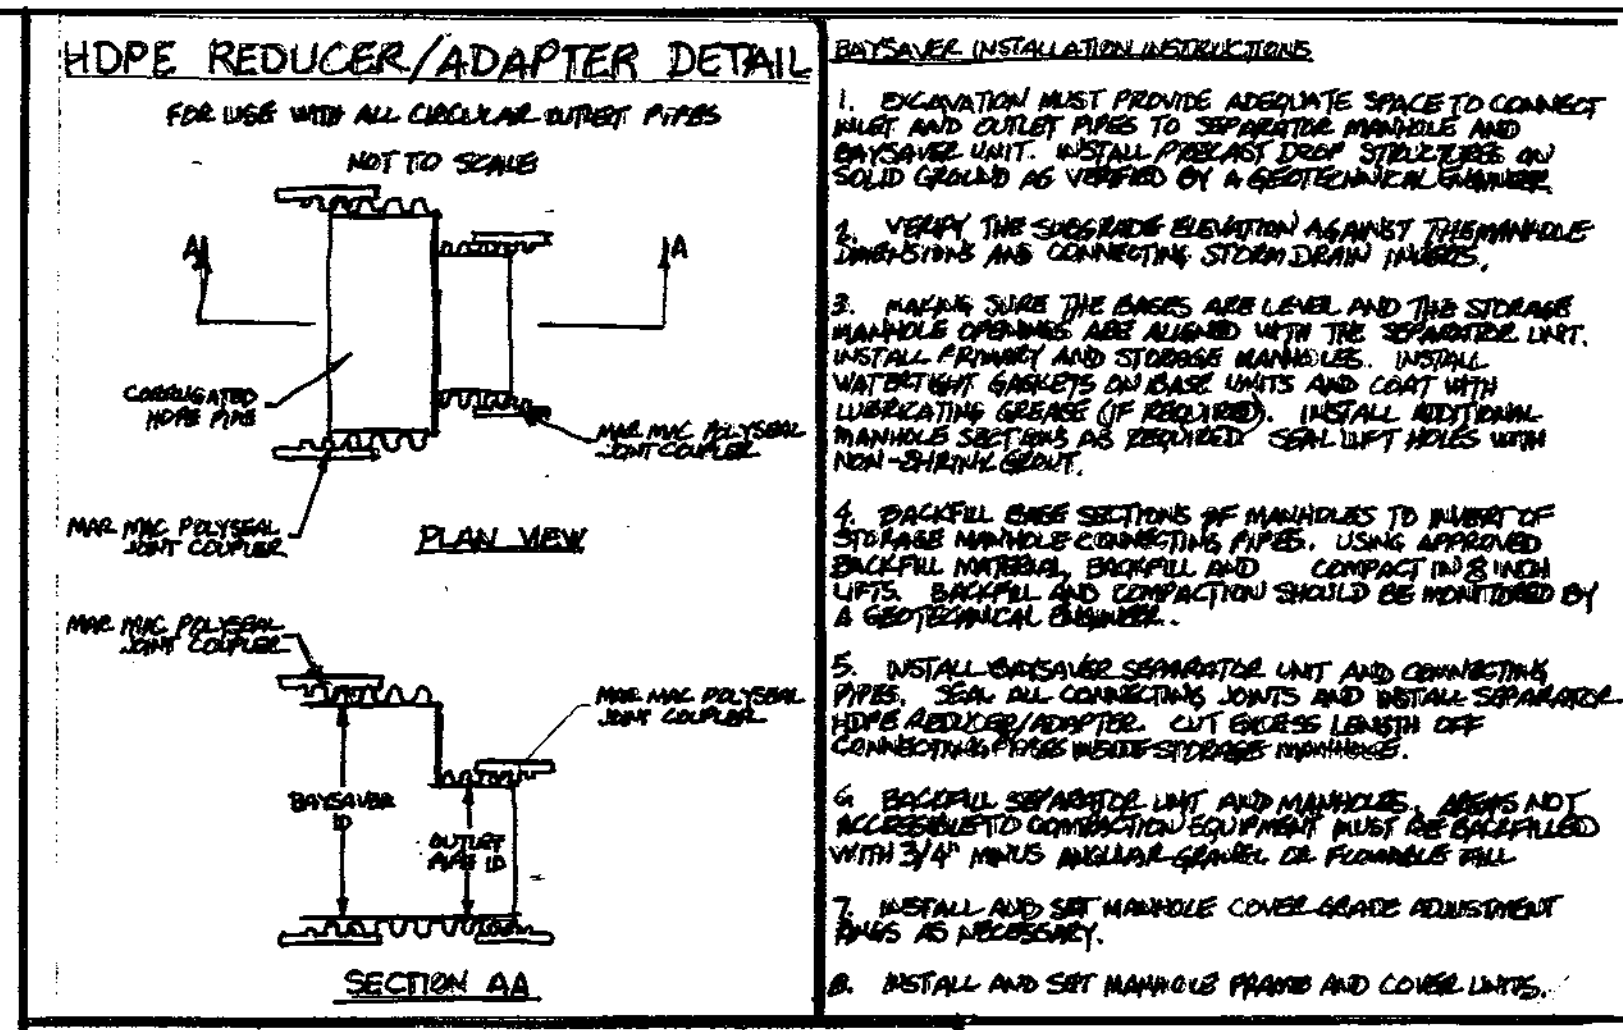 HDPE REDUCER/ADAPTER DETAIL
FOR USE WITH ALL CIRCULAR OUTLET PIPES
NOT TO SCALE
A
A
CORRUGATED
HDPE PIPE
MAR MAC POLYSEAL
JOINT COUPLER
MAR MAC POLYSEAL
JOINT COUPLER
PLAN VIEW
MAR MAC POLYSEAL
JOINT COUPLER
MAR MAC POLYSEAL
JOINT COUPLER
BAYSAVER
ID
OUTLET
PIPE ID
SECTION AA
BAYSAVER INSTALLATION INSTRUCTIONS
1. EXCAVATION MUST PROVIDE ADEQUATE SPACE TO CONNECT
INLET AND OUTLET PIPES TO SEPARATOR MANHOLE AND
BAYSAVER UNIT. INSTALL PRECAST DROP STRUCTURES ON
SOLID GROUND AS VERIFIED BY A GEOTECHNICAL ENGINEER
2. VERIFY THE SUBGRADE ELEVATION AGAINST THE MANHOLE
DIMENSIONS AND CONNECTING STORM DRAIN INVERTS.
3. MAKING SURE THE BASES ARE LEVEL AND THE STORAGE
MANHOLE OPENINGS ARE ALIGNED WITH THE SEPARATOR UNIT.
INSTALL PRIMARY AND STORAGE MANHOLES. INSTALL
WATERTIGHT GASKETS ON BASE UNITS AND COAT WITH
LUBRICATING GREASE (IF REQUIRED). INSTALL ADDITIONAL
MANHOLE SECTIONS AS REQUIRED. SEAL LIFT HOLES WITH
NON-SHRINK GROUT.
4. BACKFILL BASE SECTIONS OF MANHOLES TO INVERT OF
STORAGE MANHOLE CONNECTING PIPES. USING APPROVED
BACKFILL MATERIAL, BACKFILL AND COMPACT IN 8 INCH
LIFTS. BACKFILL AND COMPACTION SHOULD BE MONITORED BY
A GEOTECHNICAL ENGINEER.
5. INSTALL BAYSAVER SEPARATOR UNIT AND CONNECTING
PIPES. SEAL ALL CONNECTING JOINTS AND INSTALL SEPARATOR
HDPE REDUCER/ADAPTER. CUT EXCESS LENGTH OFF
CONNECTING PIPES INSIDE STORAGE MANHOLE.
6. BACKFILL SEPARATOR UNIT AND MANHOLES. AREAS NOT
ACCESSIBLE TO COMPACTION EQUIPMENT MUST BE BACKFILLED
WITH 3/4" MINUS ANGULAR GRAVEL OR FLOWABLE FILL
7. INSTALL AND SET MANHOLE COVER GRADE ADJUSTMENT
RINGS AS NECESSARY.
8. INSTALL AND SET MANHOLE FRAME AND COVER UNITS.